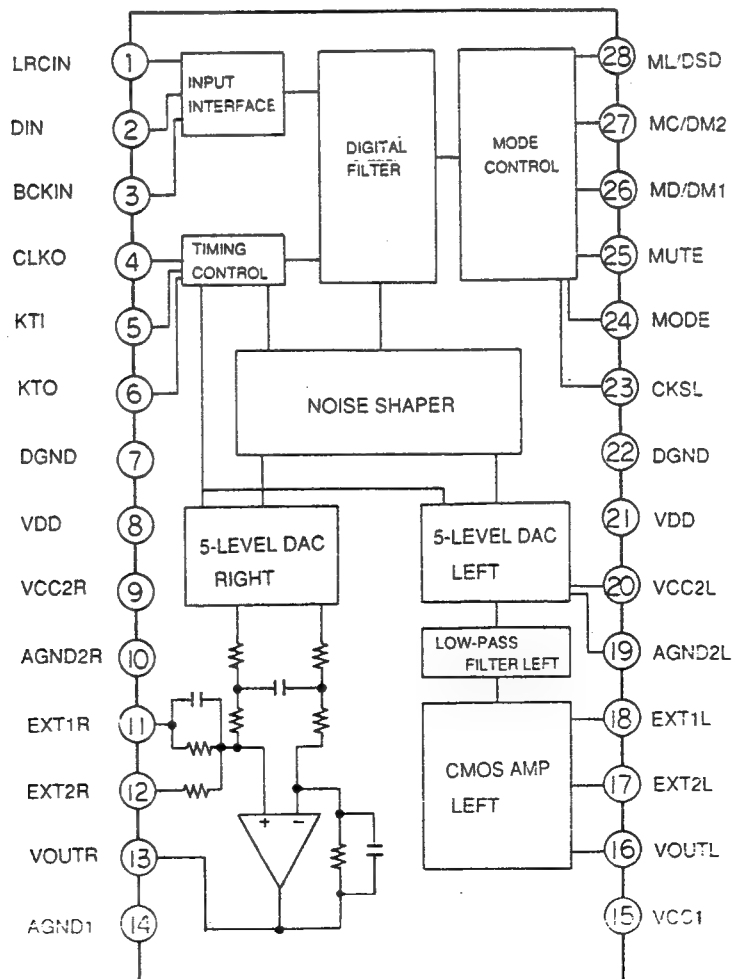 LRCIN
1
DIN
2
BCKIN
3
CLKO
4
KTI
5
KTO
6
DGND
7
VDD
8
VCC2R
9
AGND2R
10
EXT1R
11
EXT2R
12
VOUTR
13
AGND1
14
INPUT
INTERFACE
TIMING
CONTROL
DIGITAL
FILTER
MODE
CONTROL
NOISE SHAPER
5-LEVEL DAC
RIGHT
5-LEVEL DAC
LEFT
LOW-PASS
FILTER LEFT
CMOS AMP
LEFT
+ −
28
ML/DSD
27
MC/DM2
26
MD/DM1
25
MUTE
24
MODE
23
CKSL
22
DGND
21
VDD
20
VCC2L
19
AGND2L
18
EXT1L
17
EXT2L
16
VOUTL
15
VCC1